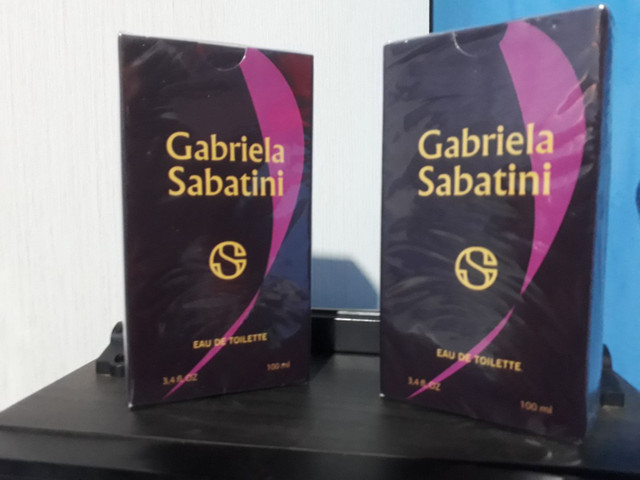 Gabriela
Sabatini
EAU DE TOILETTE
3,4 fl. OZ
100 ml
Gabriela
Sabatini
EAU DE TOILETTE
3,4 fl. OZ
100 ml